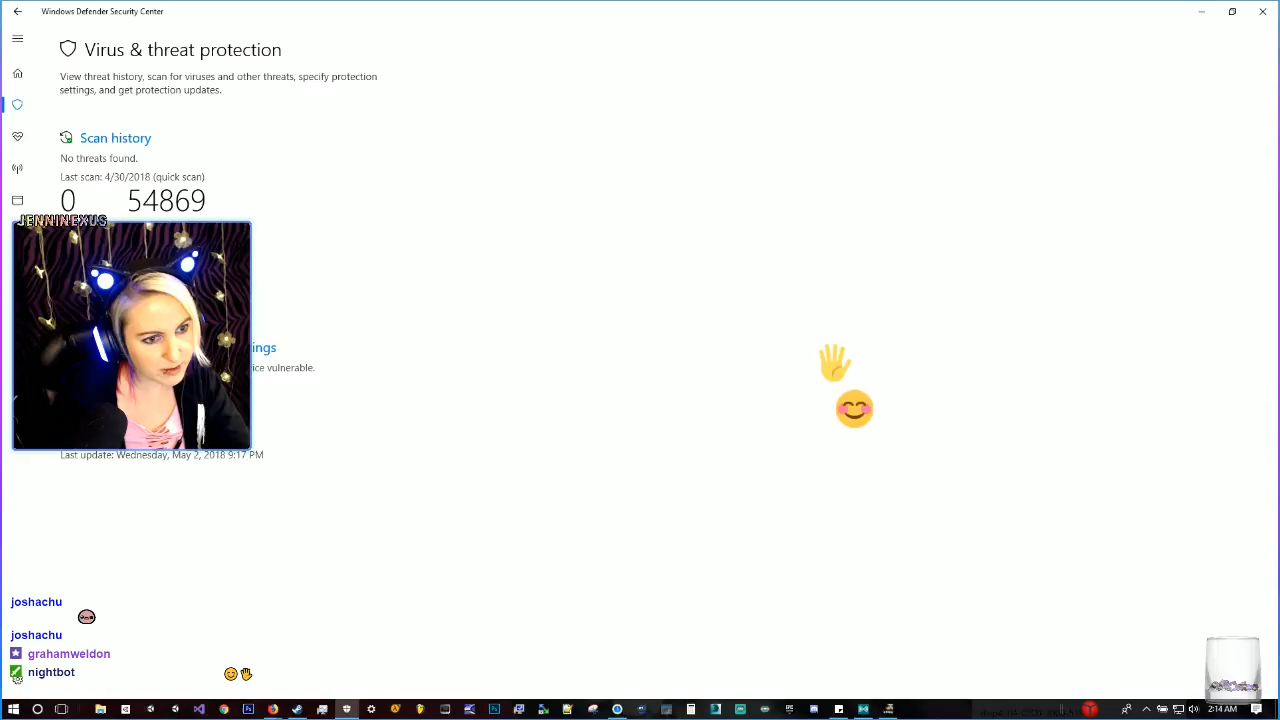 Windows Defender Security Center
Virus & threat protection
View threat history, scan for viruses and other threats, specify protection
settings, and get protection updates.
Scan history
No threats found.
Last scan: 4/30/2018 (quick scan)
0 54869
JENNINEXUS
ings
ice vulnerable.
Last update: Wednesday, May 2, 2018 9:17 PM
joshachu
joshachu
grahamweldon
nightbot
2:14 AM